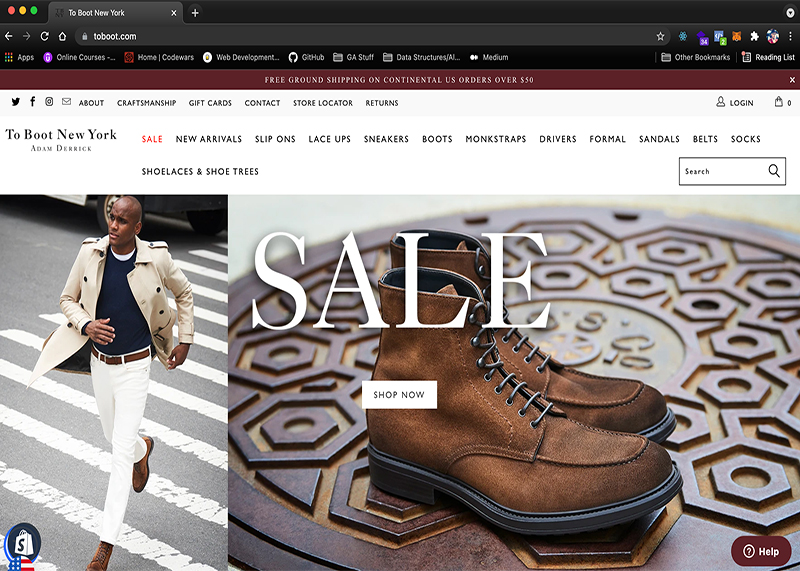 To Boot New York
toboot.com
34
2
Apps Online Courses –... Home | Codewars Web Development... GitHub GA Stuff Data Structures/Al... Medium Other Bookmarks Reading List
FREE GROUND SHIPPING ON CONTINENTAL US ORDERS OVER $50 X
ABOUT CRAFTSMANSHIP GIFT CARDS CONTACT STORE LOCATOR RETURNS LOGIN 0
To Boot New York
ADAM DERRICK
SALE NEW ARRIVALS SLIP ONS LACE UPS SNEAKERS BOOTS MONKSTRAPS DRIVERS FORMAL SANDALS BELTS SOCKS
SHOELACES & SHOE TREES
Search
SALE
SHOP NOW
Help